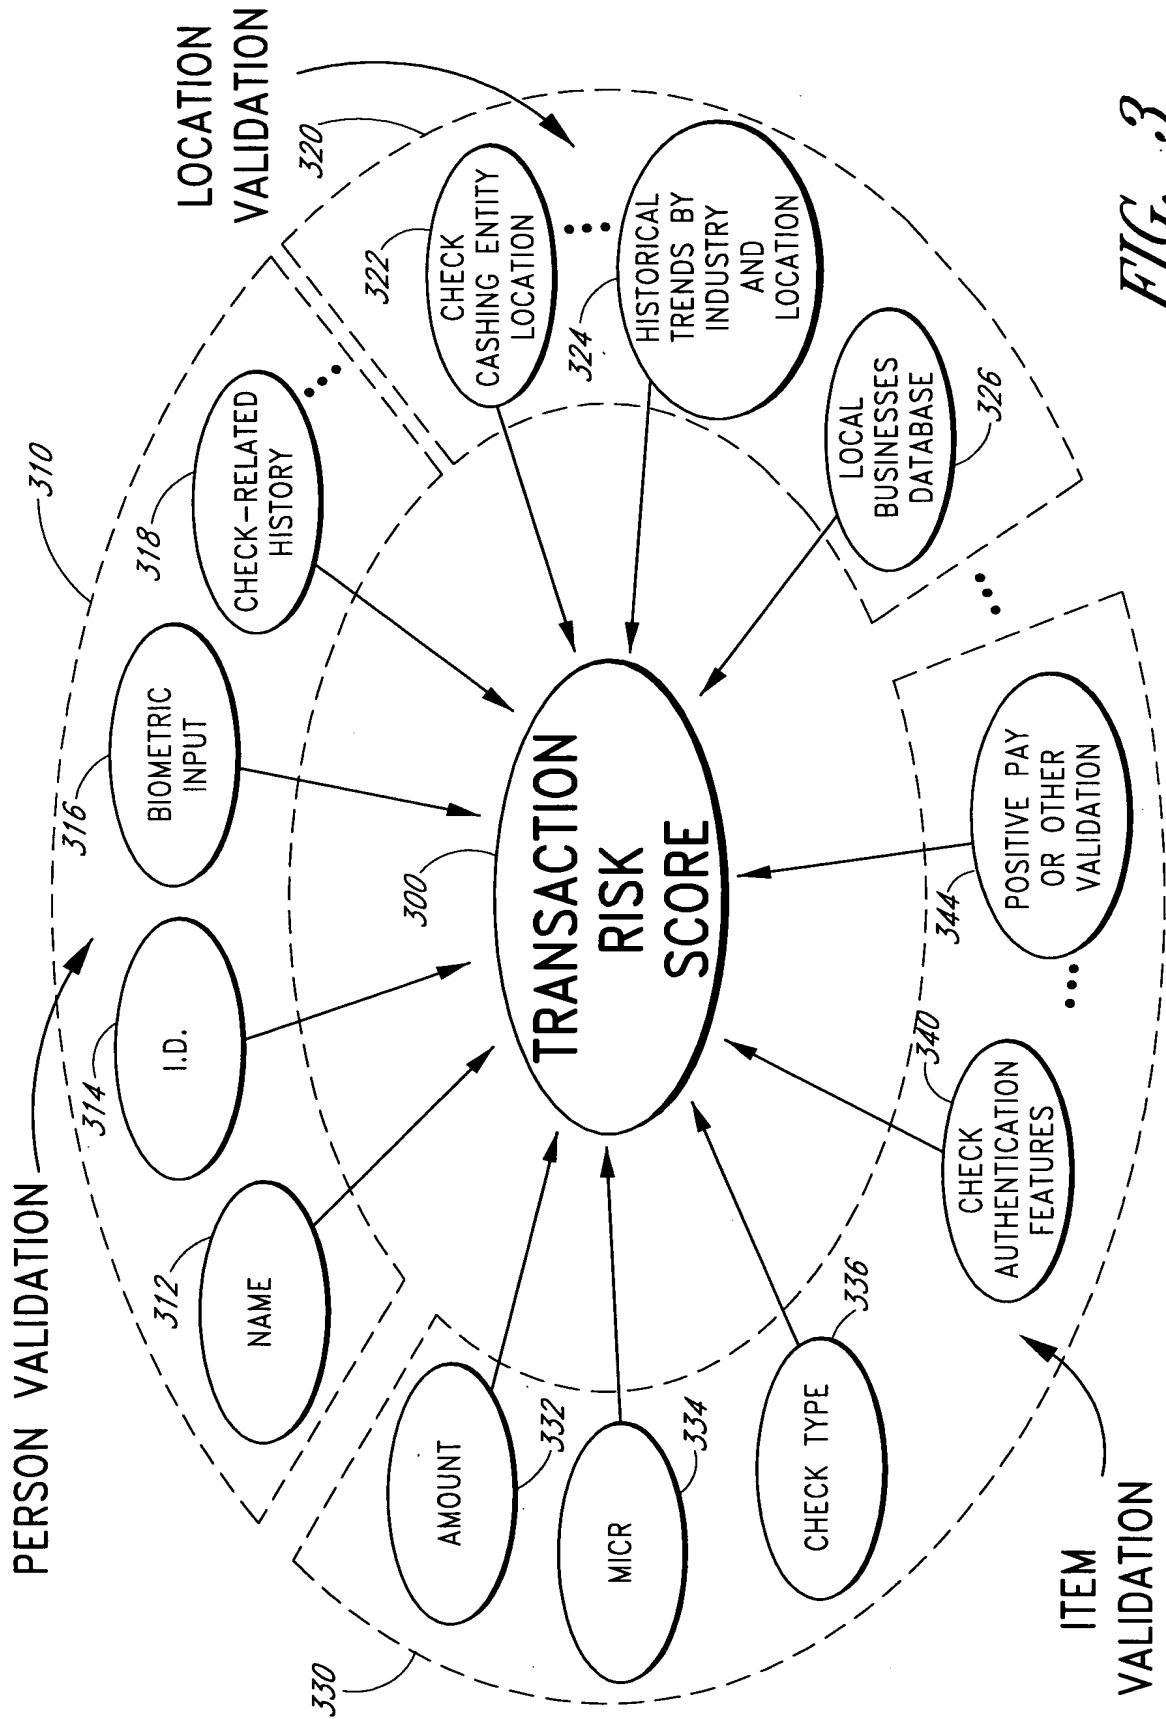 PERSON VALIDATION
310
312
NAME
314
I.D.
316
BIOMETRIC
INPUT
318
CHECK-RELATED
HISTORY
LOCATION
VALIDATION
320
322
CHECK
CASHING ENTITY
LOCATION
324
HISTORICAL
TRENDS BY
INDUSTRY
AND
LOCATION
LOCAL
BUSINESSES
DATABASE
326
300
TRANSACTION
RISK
SCORE
330
AMOUNT
332
MICR
334
CHECK TYPE
336
340
CHECK
AUTHENTICATION
FEATURES
344
POSITIVE PAY
OR OTHER
VALIDATION
ITEM
VALIDATION
FIG. 3